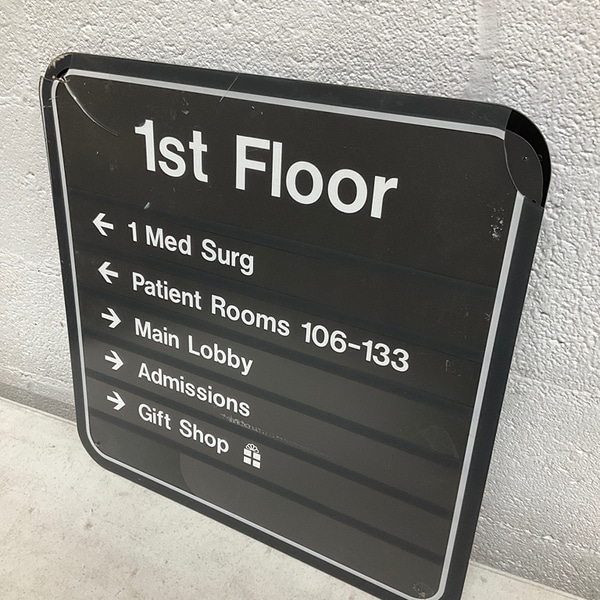 1st Floor
← 1 Med Surg
← Patient Rooms 106-133
→ Main Lobby
→ Admissions
→ Gift Shop